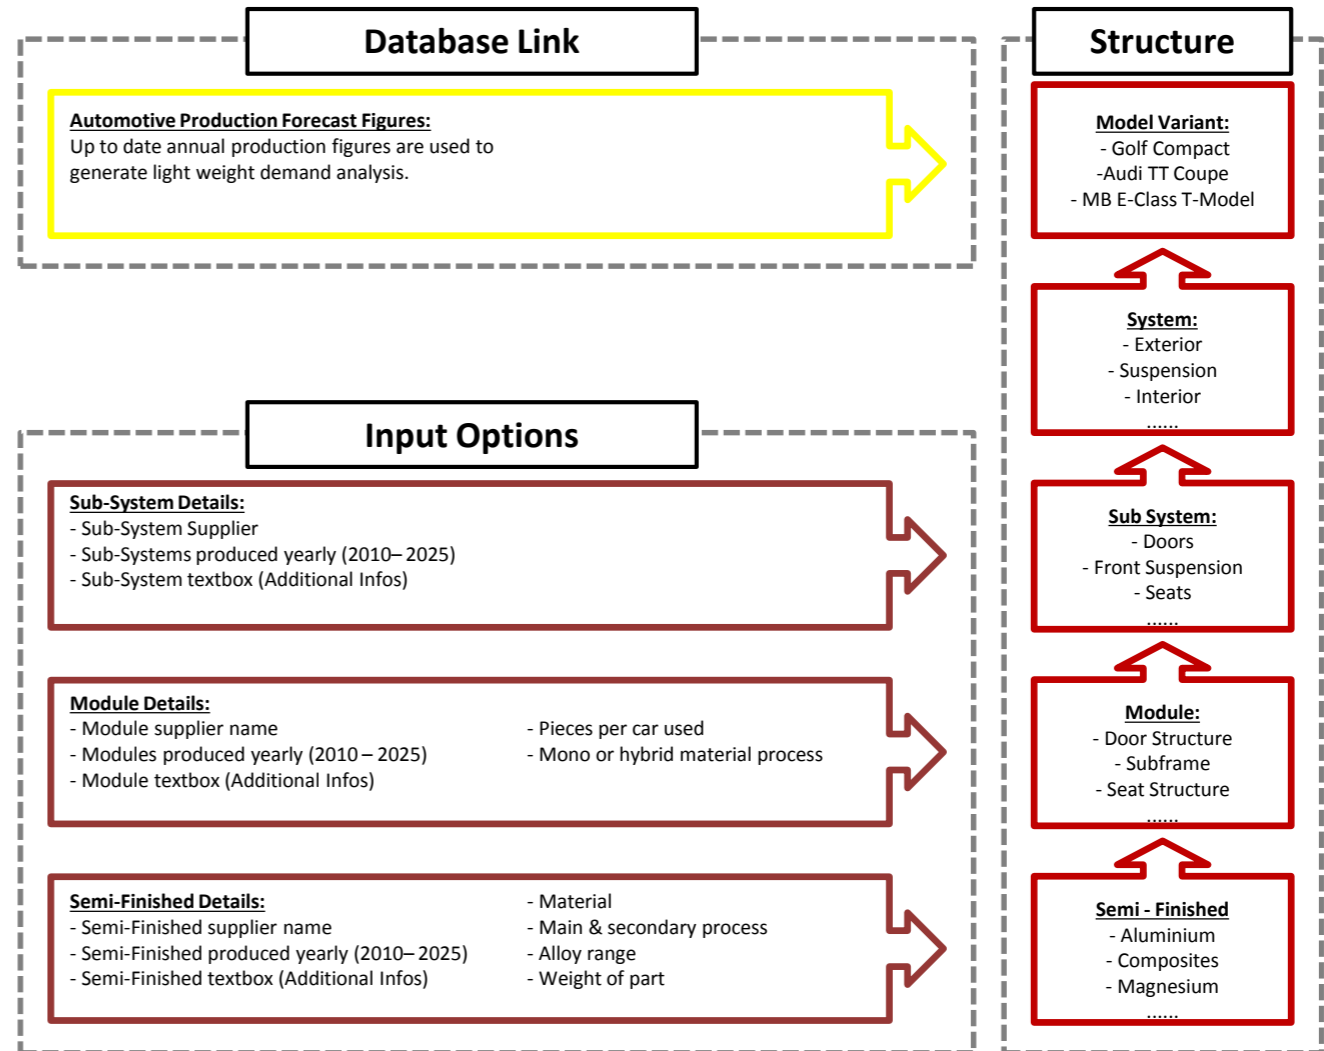 Database Link
Automotive Production Forecast Figures:
Up to date annual production figures are used to
generate light weight demand analysis.
Input Options
Sub-System Details:
- Sub-System Supplier
- Sub-Systems produced yearly (2010– 2025)
- Sub-System textbox (Additional Infos)
Module Details:
- Module supplier name
- Modules produced yearly (2010 – 2025)
- Module textbox (Additional Infos)
- Pieces per car used
- Mono or hybrid material process
Semi-Finished Details:
- Semi-Finished supplier name
- Semi-Finished produced yearly (2010– 2025)
- Semi-Finished textbox (Additional Infos)
- Material
- Main & secondary process
- Alloy range
- Weight of part
Structure
Model Variant:
- Golf Compact
-Audi TT Coupe
- MB E-Class T-Model
System:
- Exterior
- Suspension
- Interior
......
Sub System:
- Doors
- Front Suspension
- Seats
......
Module:
- Door Structure
- Subframe
- Seat Structure
......
Semi - Finished
- Aluminium
- Composites
- Magnesium
......